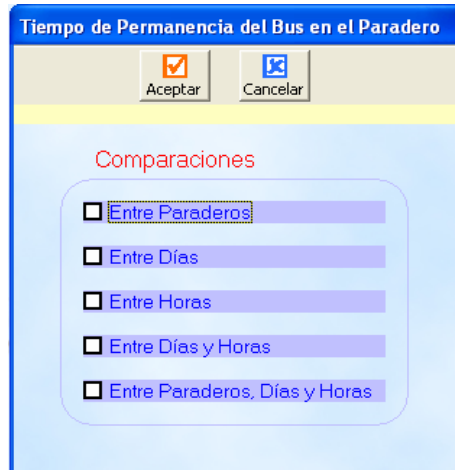 Tiempo de Permanencia del Bus en el Paradero
Aceptar Cancelar
Comparaciones
Entre Paraderos
Entre Días
Entre Horas
Entre Días y Horas
Entre Paraderos, Días y Horas